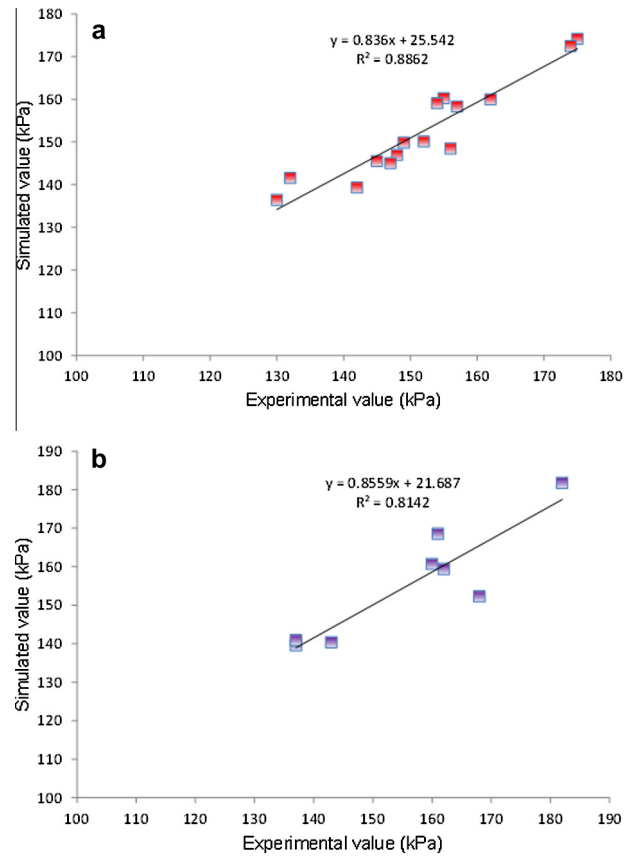 a
y = 0.836x + 25.542
R² = 0.8862
Simulated value (kPa)
180
170
160
150
140
130
120
110
100
100 110 120 130 140 150 160 170 180
Experimental value (kPa)
b
y = 0.8559x + 21.687
R² = 0.8142
Simulated value (kPa)
190
180
170
160
150
140
130
120
110
100
100 110 120 130 140 150 160 170 180 190
Experimental value (kPa)